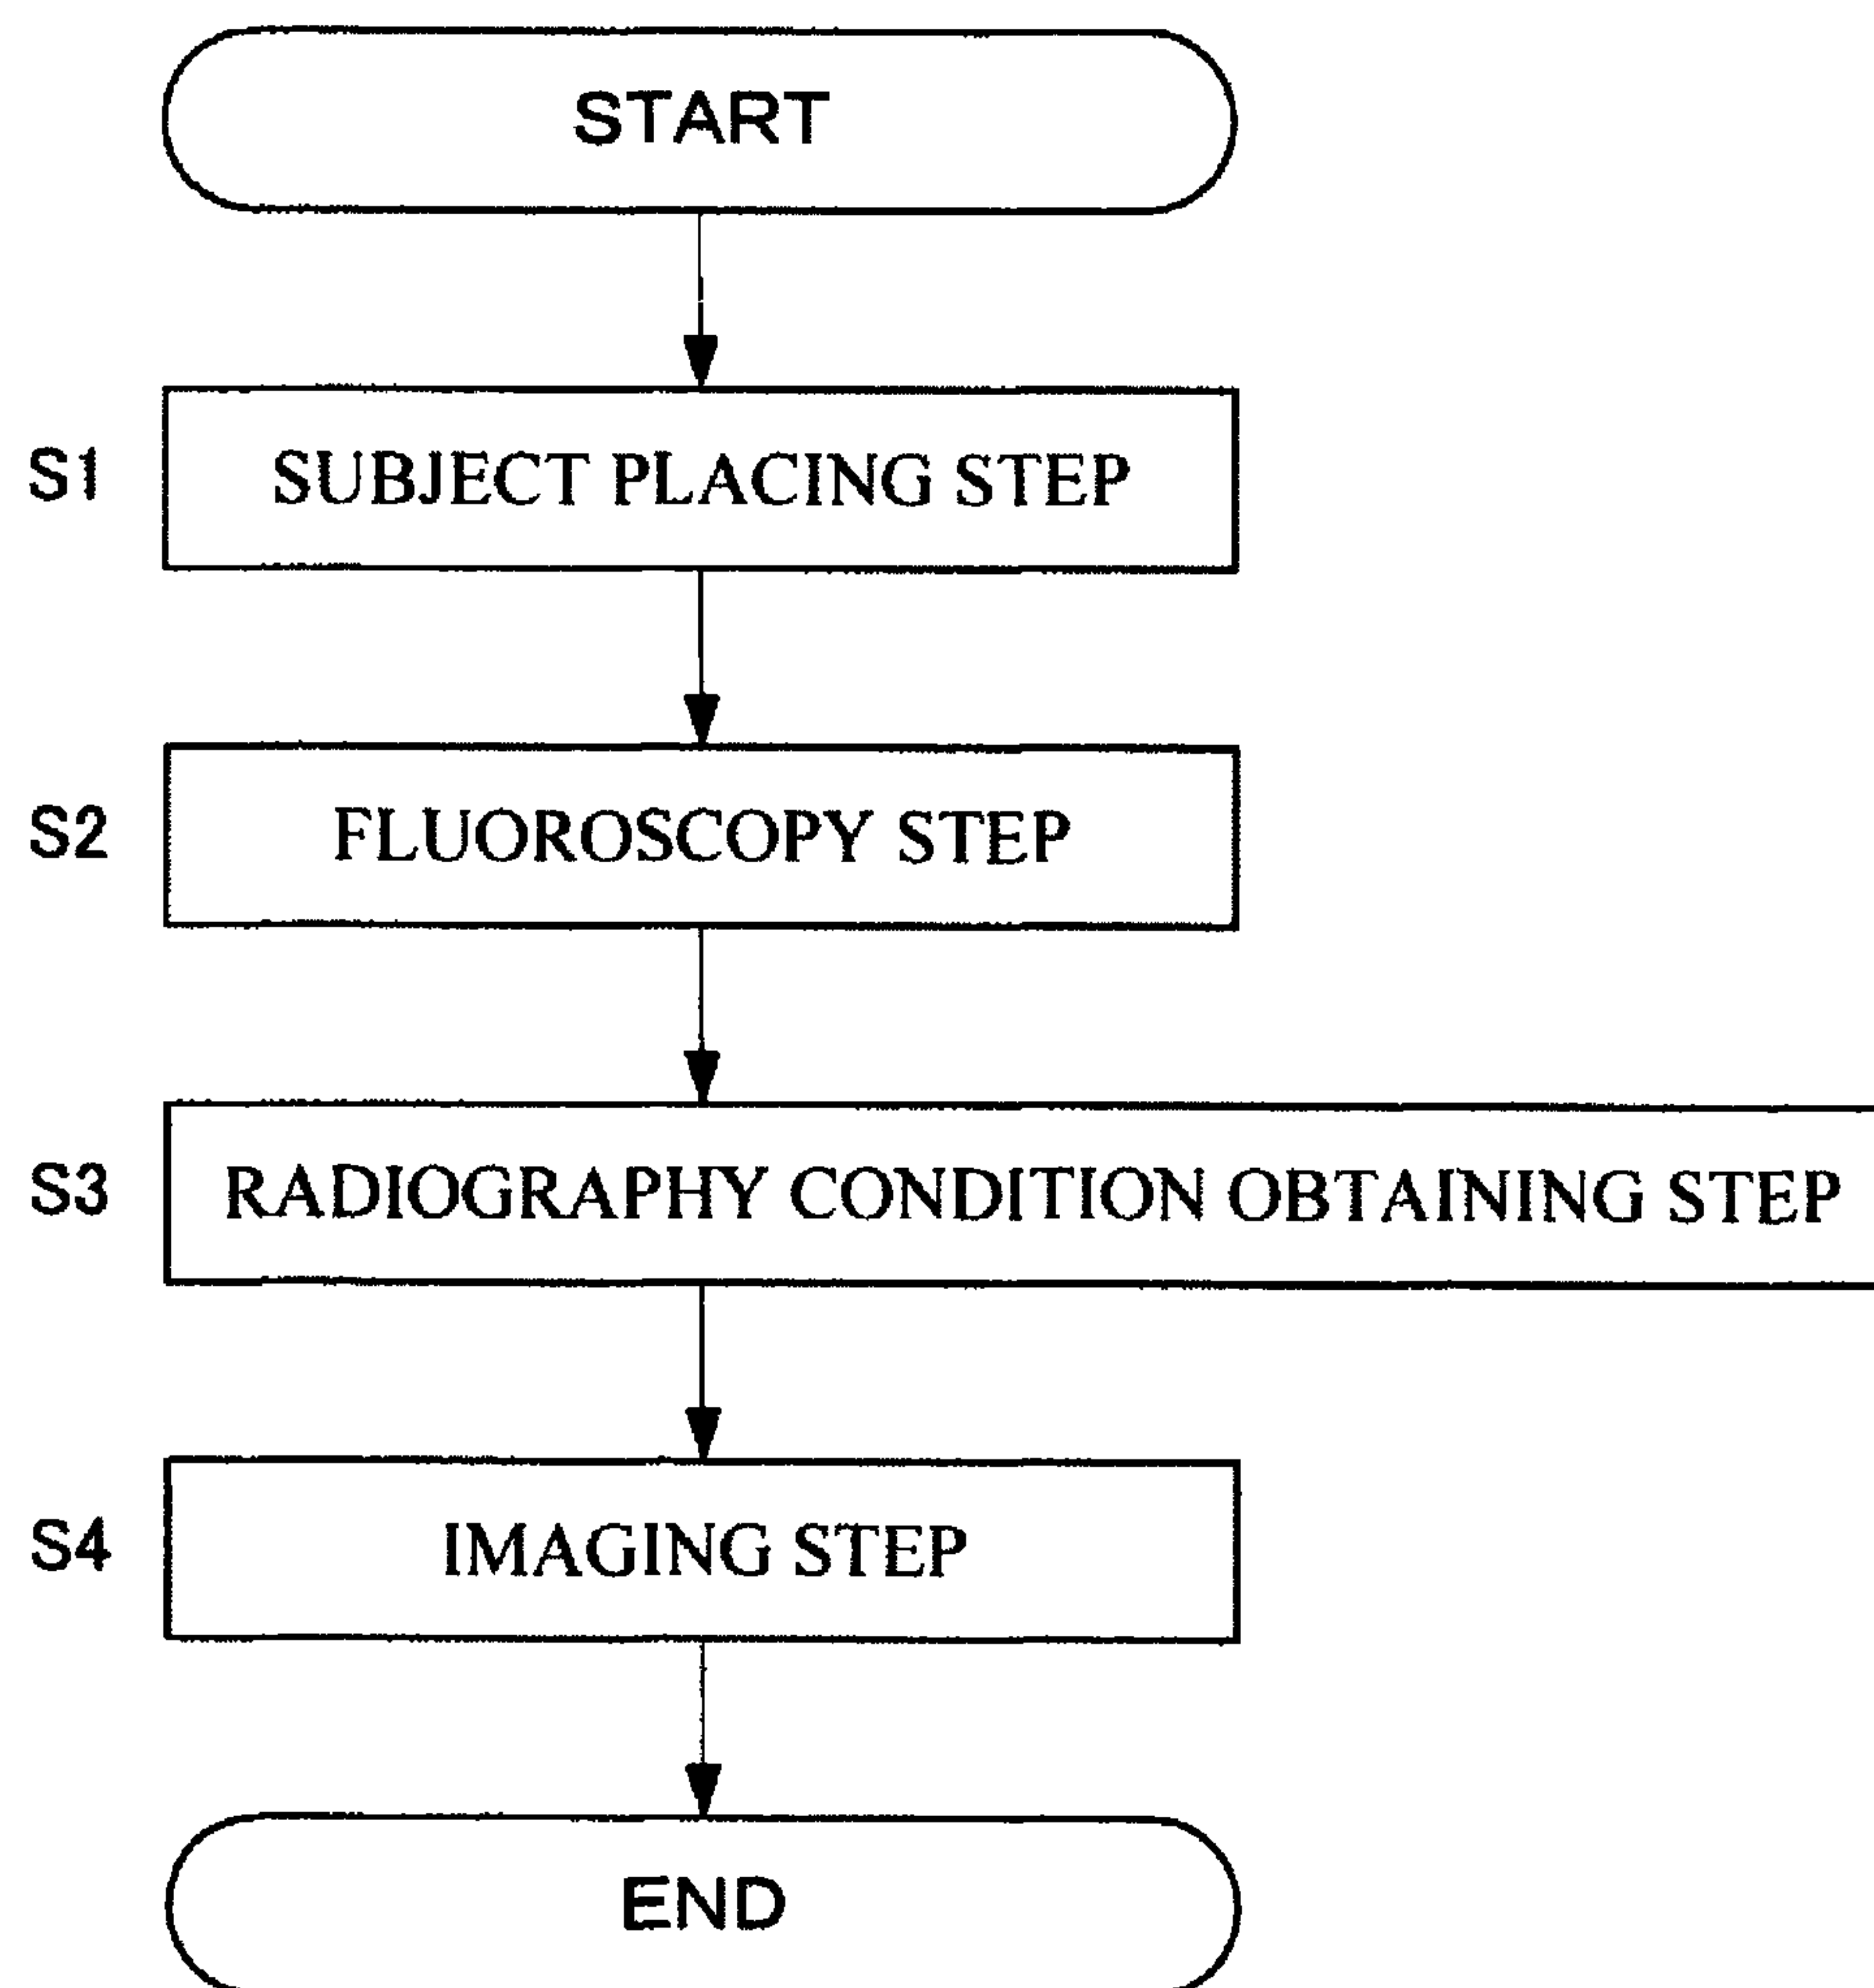 START
S1 SUBJECT PLACING STEP
S2 FLUOROSCOPY STEP
S3 RADIOGRAPHY CONDITION OBTAINING STEP
S4 IMAGING STEP
END